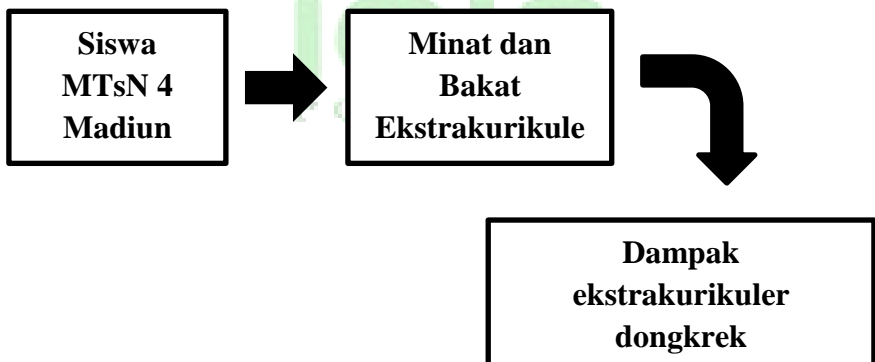 Siswa
MTsN 4
Madiun
Minat dan
Bakat
Ekstrakurikule
Dampak
ekstrakurikuler
dongkrek